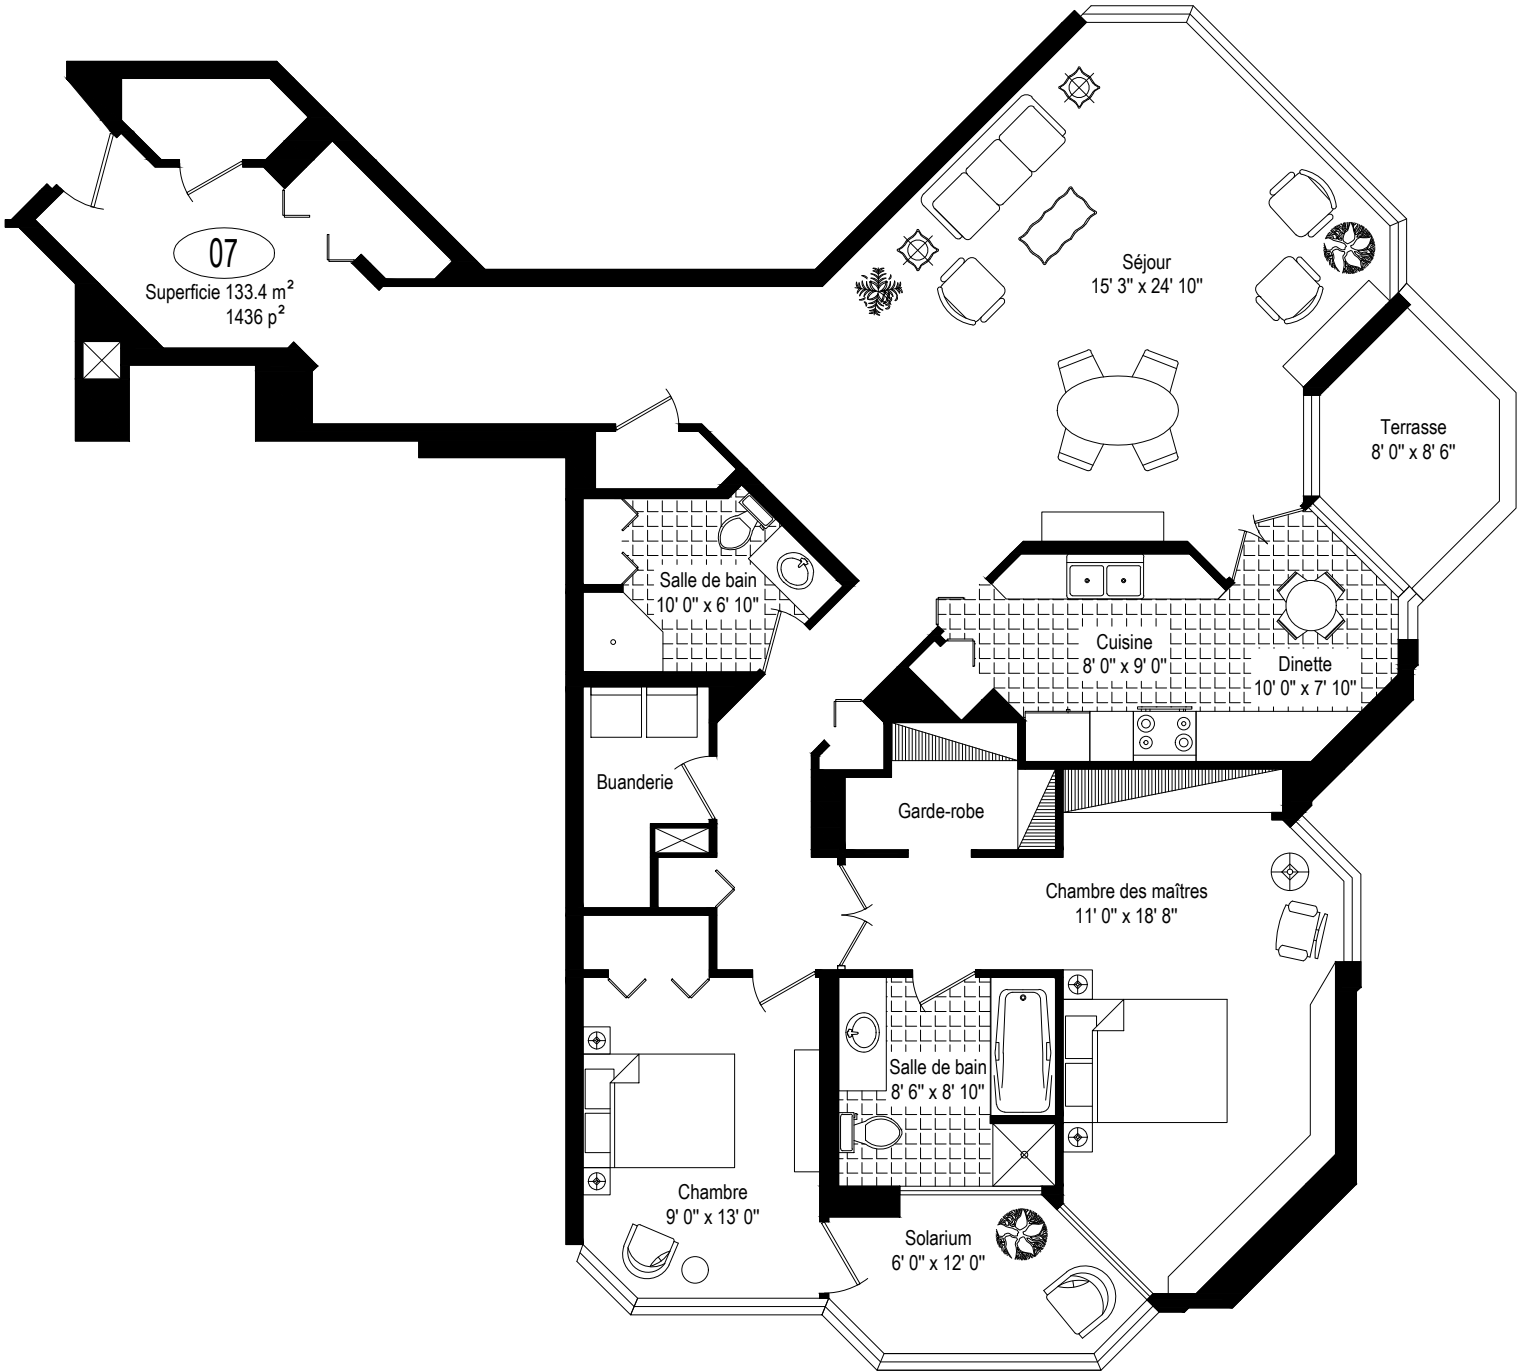 07
Superficie 133.4 m²
1436 p²
Séjour
15' 3" x 24' 10"
Terrasse
8' 0" x 8' 6"
Salle de bain
10' 0" x 6' 10"
Cuisine
8' 0" x 9' 0"
Dinette
10' 0" x 7' 10"
Buanderie
Garde-robe
Chambre des maîtres
11' 0" x 18' 8"
Salle de bain
8' 6" x 8' 10"
Chambre
9' 0" x 13' 0"
Solarium
6' 0" x 12' 0"